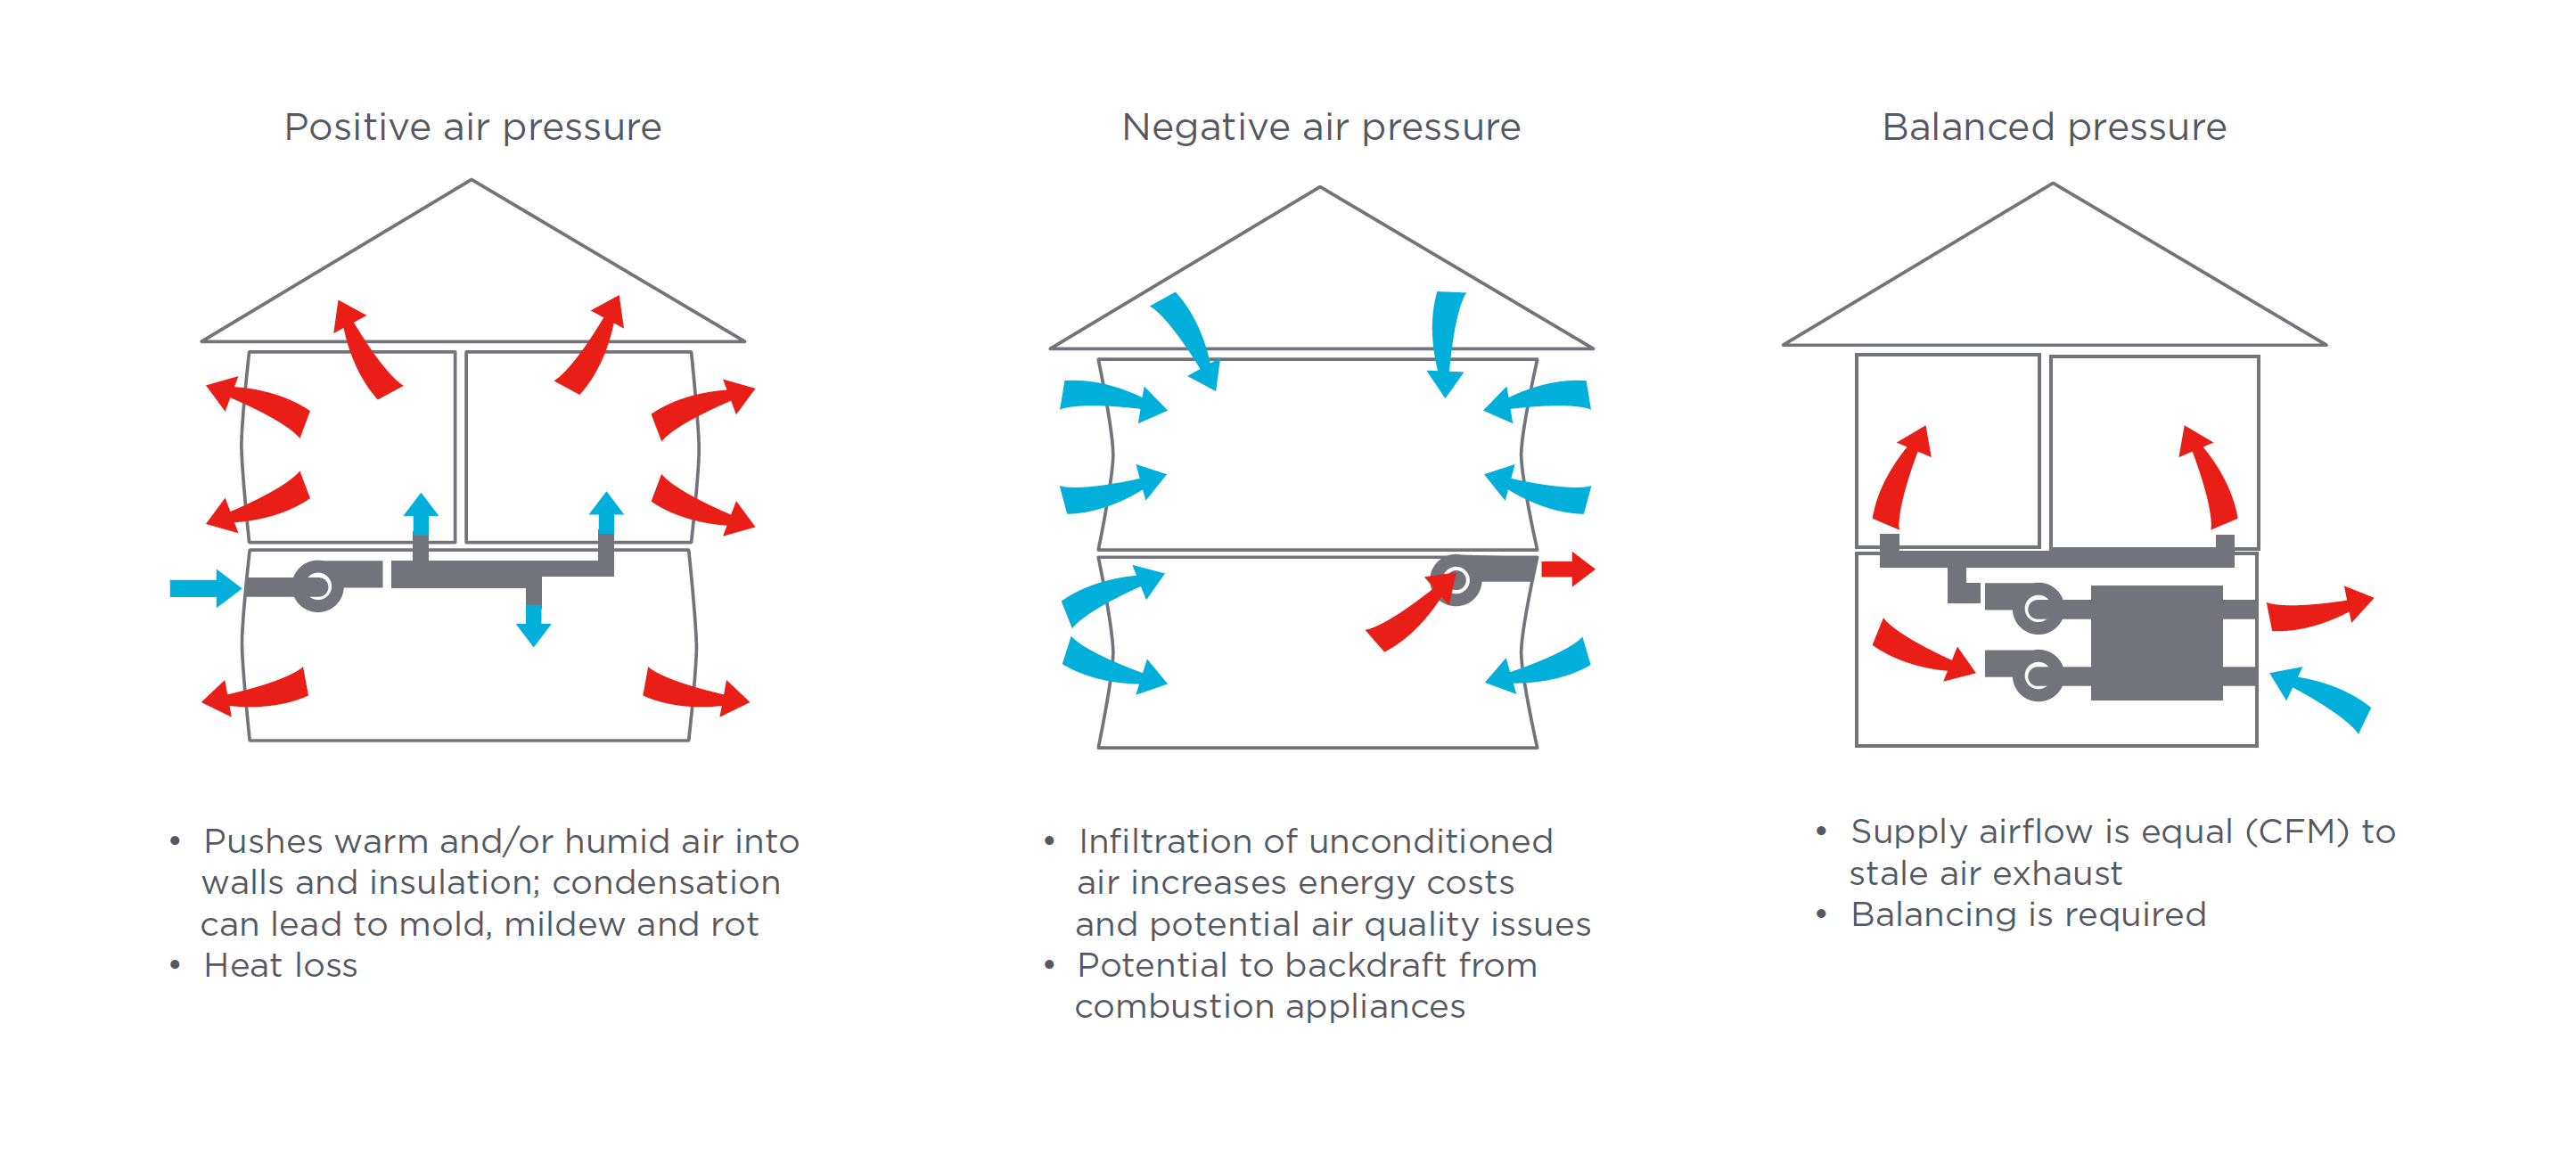 Positive air pressure
• Pushes warm and/or humid air into
walls and insulation; condensation
can lead to mold, mildew and rot
• Heat loss
Negative air pressure
• Infiltration of unconditioned
air increases energy costs
and potential air quality issues
• Potential to backdraft from
combustion appliances
Balanced pressure
• Supply airflow is equal (CFM) to
stale air exhaust
• Balancing is required